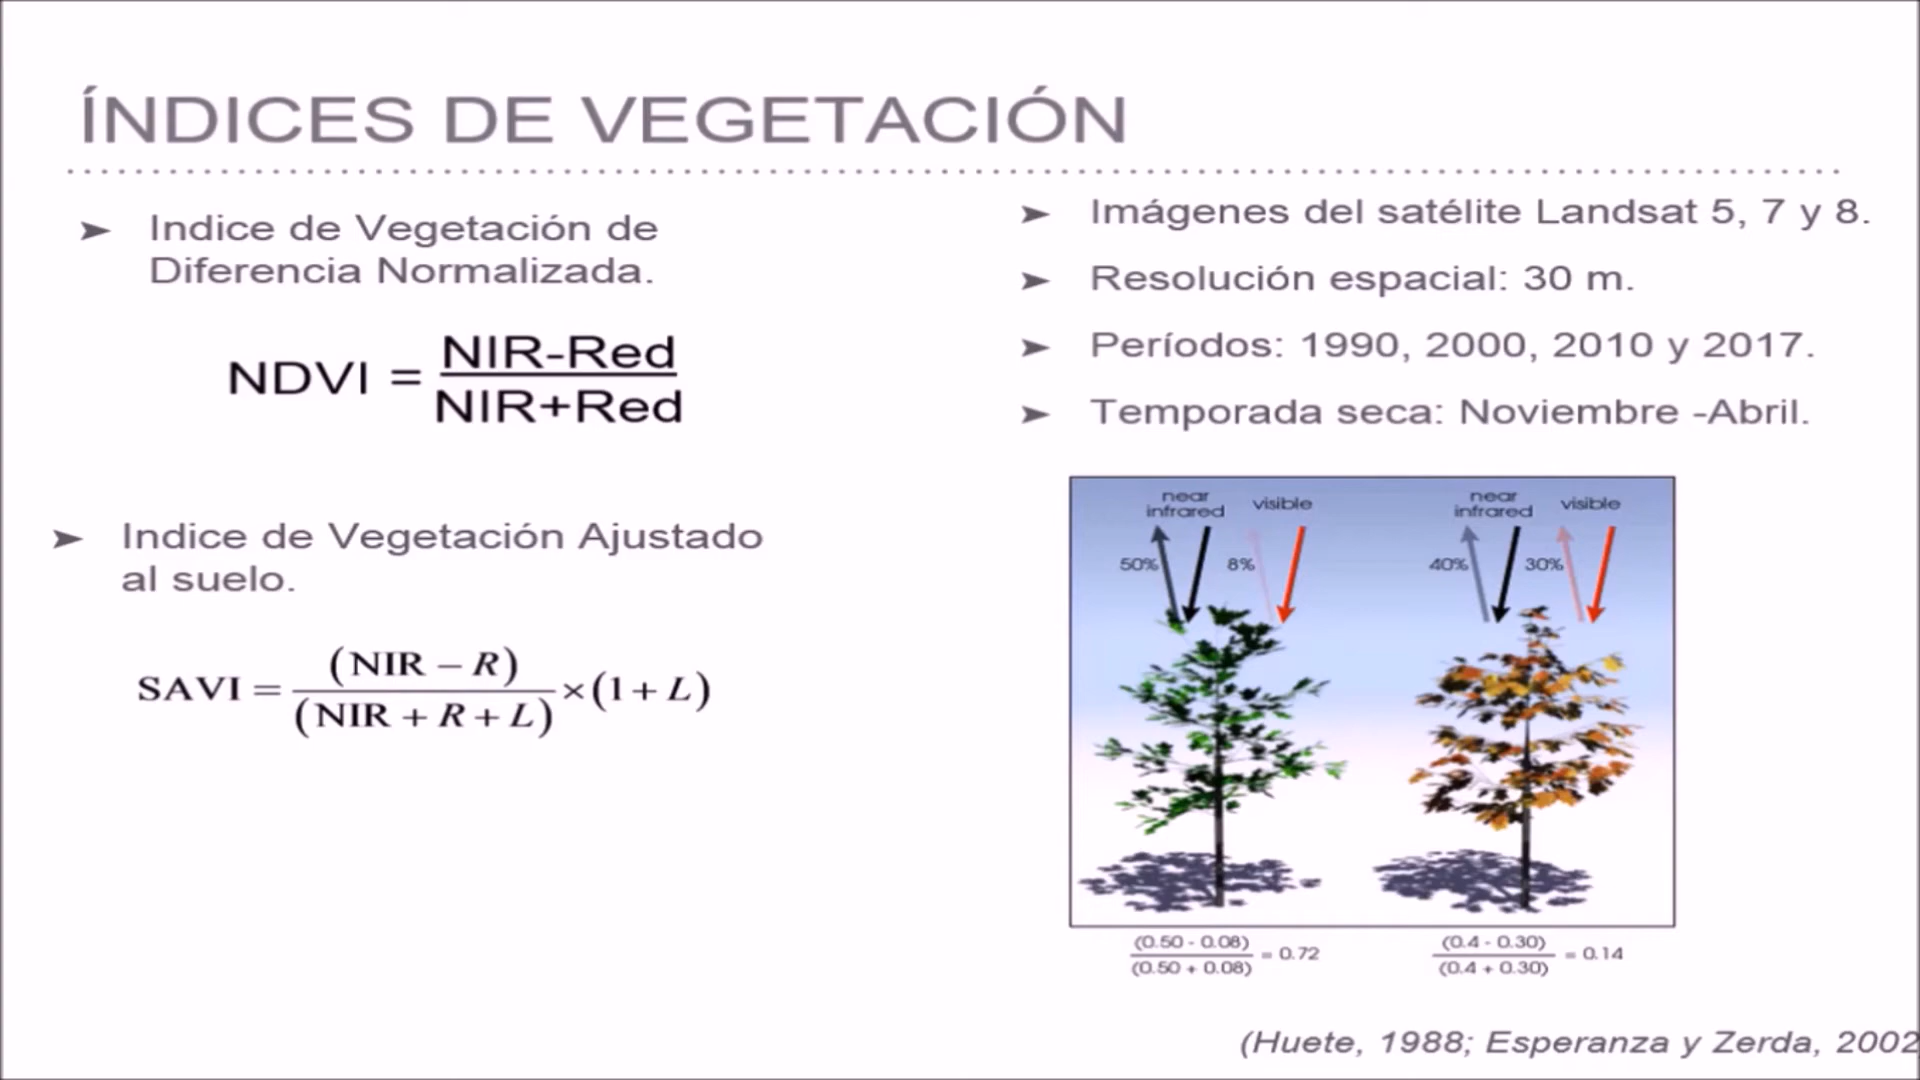 ÍNDICES DE VEGETACIÓN
➤ Indice de Vegetación de
Diferencia Normalizada.
NDVI = NIR-Red
NIR+Red
➤ Indice de Vegetación Ajustado
al suelo.
SAVI = (NIR − R)
(NIR + R + L) × (1 + L)
➤ Imágenes del satélite Landsat 5, 7 y 8.
➤ Resolución espacial: 30 m.
➤ Períodos: 1990, 2000, 2010 y 2017.
➤ Temporada seca: Noviembre -Abril.
near infrared visible near infrared visible
50% 8% 40% 30%
(0.50 - 0.08)
(0.50 + 0.08) = 0.72
(0.4 - 0.30)
(0.4 + 0.30) = 0.14
(Huete, 1988; Esperanza y Zerda, 2002